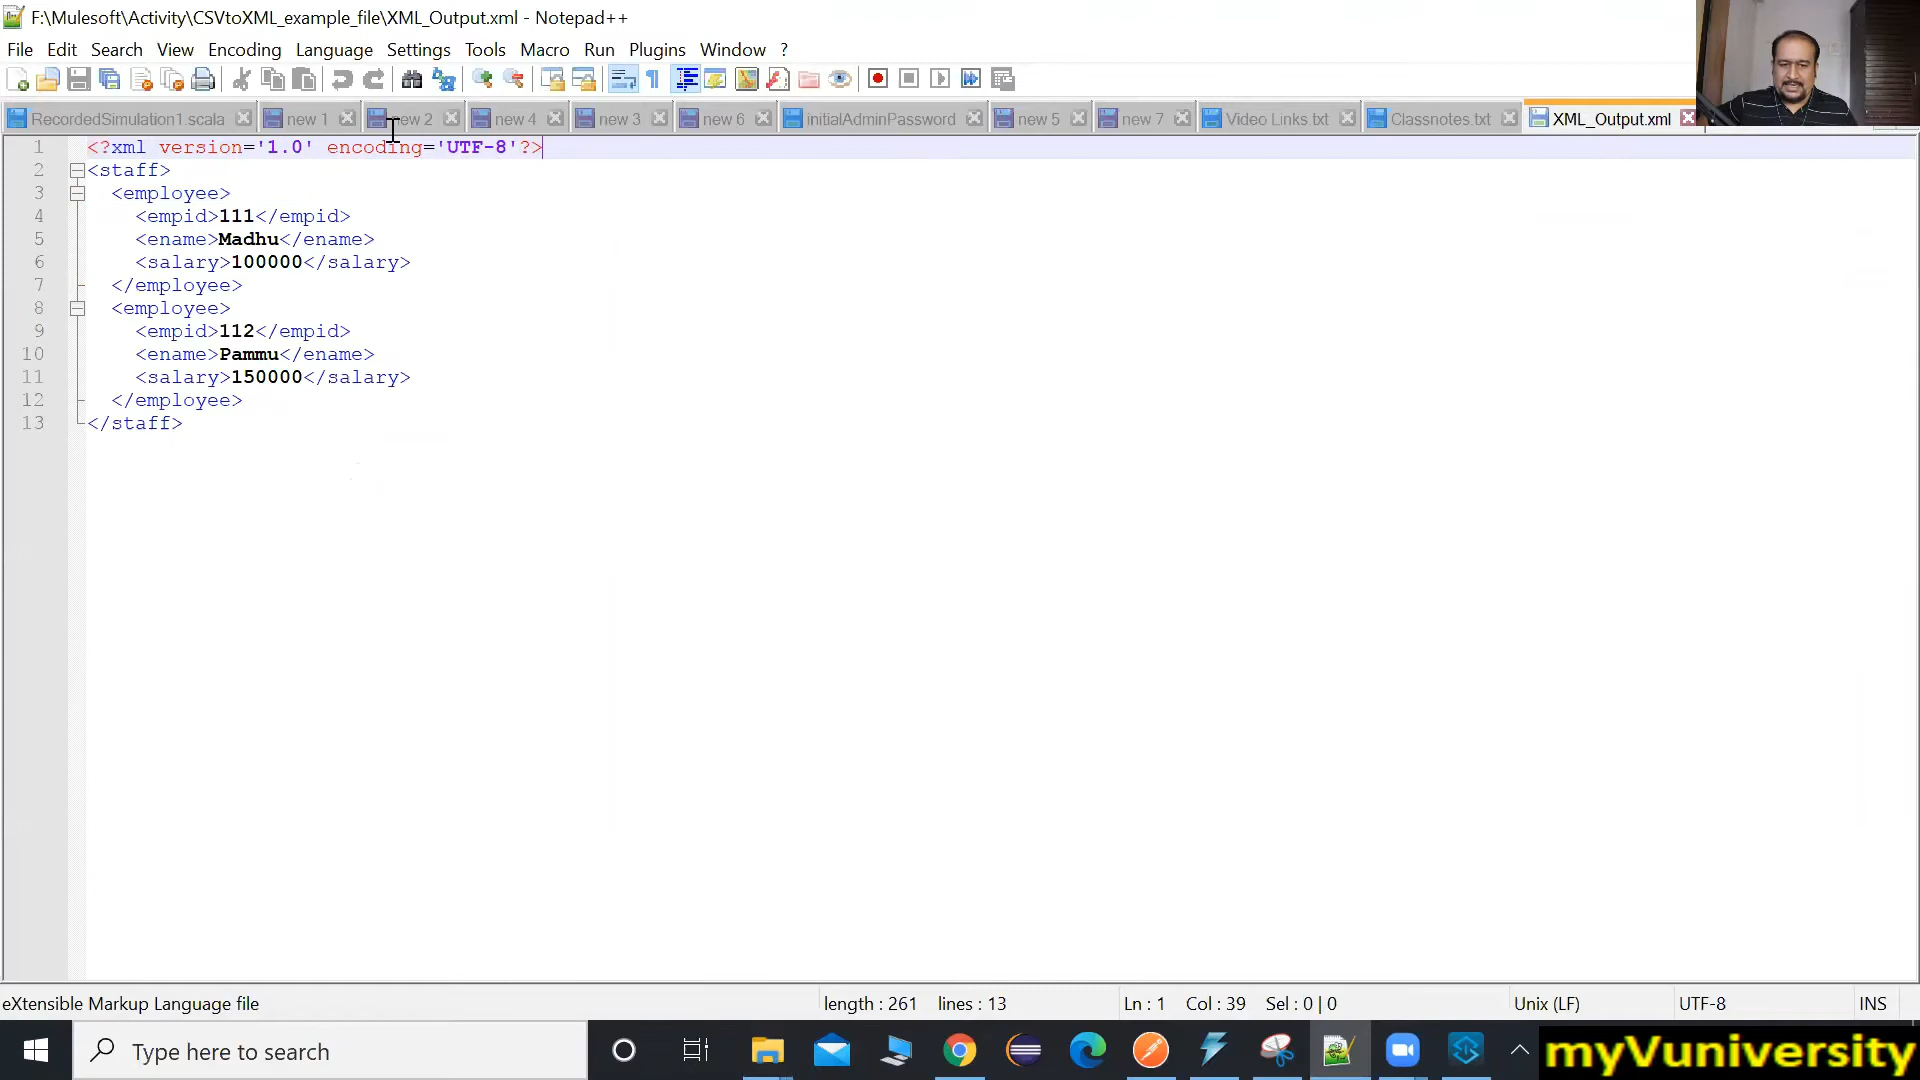 F:\Mulesoft\Activity\CSVtoXML_example_file\XML_Output.xml - Notepad++
File Edit Search View Encoding Language Settings Tools Macro Run Plugins Window ?
RecordedSimulation1.scala new 1 new 2 new 4 new 3 new 6 initialAdminPassword new 5 new 7 Video Links.txt Classnotes.txt XML_Output.xml
1 <?xml version='1.0' encoding='UTF-8'?>
2 <staff>
3 <employee>
4 <empid>111</empid>
5 <ename>Madhu</ename>
6 <salary>100000</salary>
7 </employee>
8 <employee>
9 <empid>112</empid>
10 <ename>Pammu</ename>
11 <salary>150000</salary>
12 </employee>
13 </staff>
eXtensible Markup Language file length : 261 lines : 13 Ln : 1 Col : 39 Sel : 0 | 0 Unix (LF) UTF-8 INS
Type here to search
myVuniversity